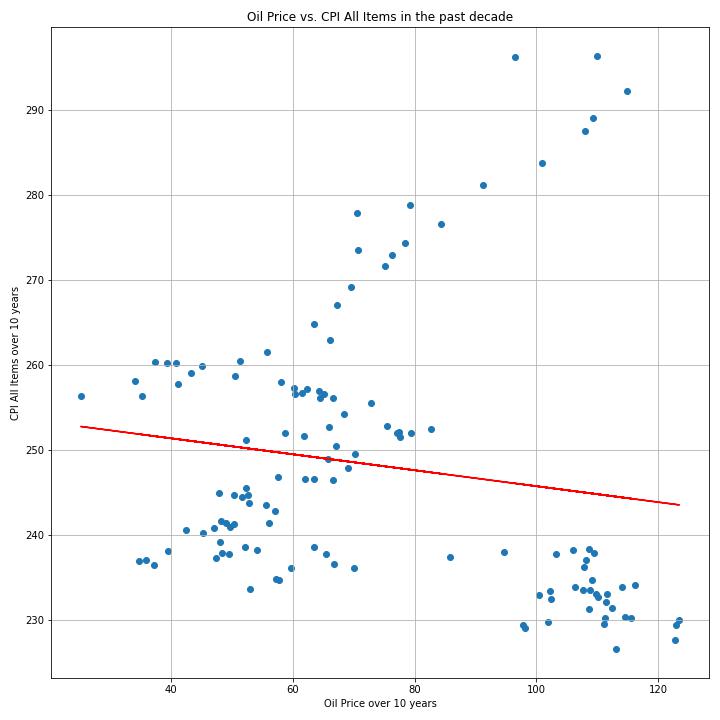 Oil Price vs. CPI All Items in the past decade
CPI All Items over 10 years
290
280
270
260
250
240
230
40 60 80 100 120
Oil Price over 10 years